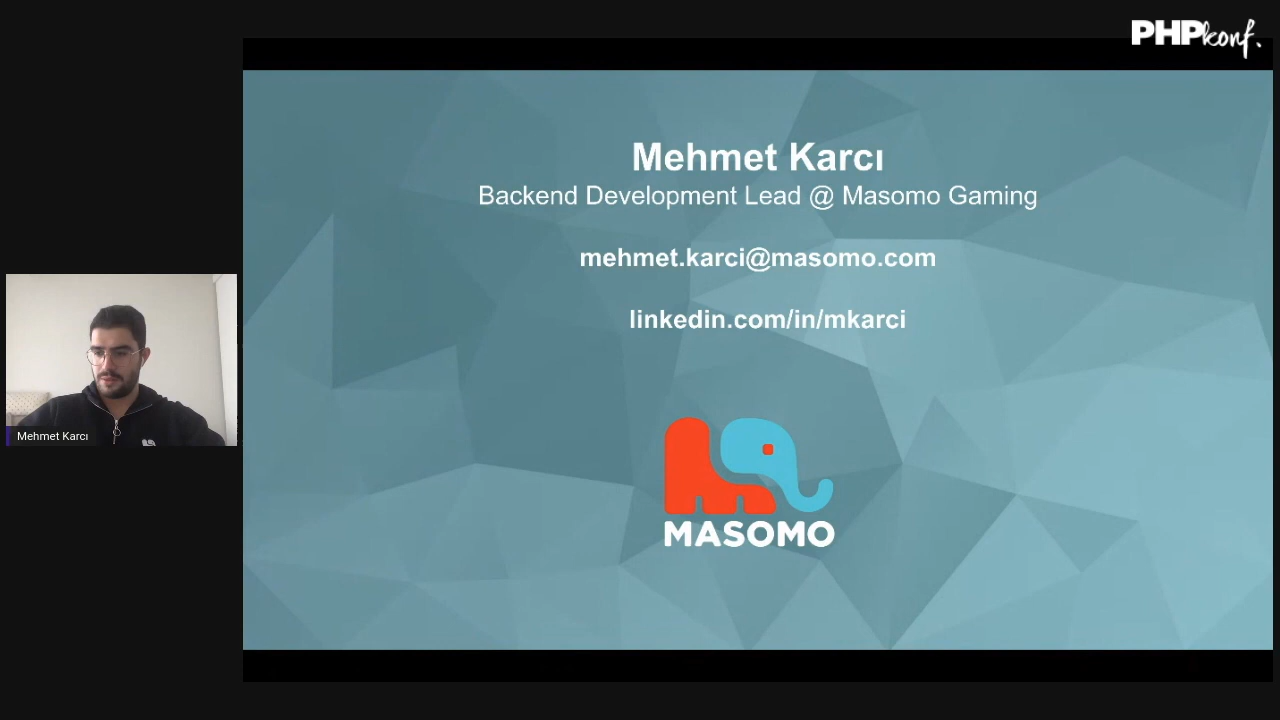 PHPkonf.
Mehmet Karcı
Backend Development Lead @ Masomo Gaming
mehmet.karci@masomo.com
linkedin.com/in/mkarci
MASOMO
Mehmet Karcı